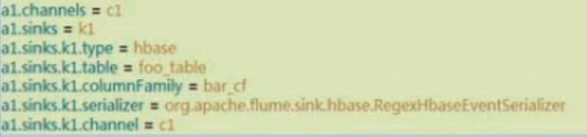 a1.channels = c1
a1.sinks = k1
a1.sinks.k1.type = hbase
a1.sinks.k1.table = foo_table
a1.sinks.k1.columnFamily = bar_cf
a1.sinks.k1.serializer = org.apache.flume.sink.hbase.RegexHbaseEventSerializer
a1.sinks.k1.channel = c1